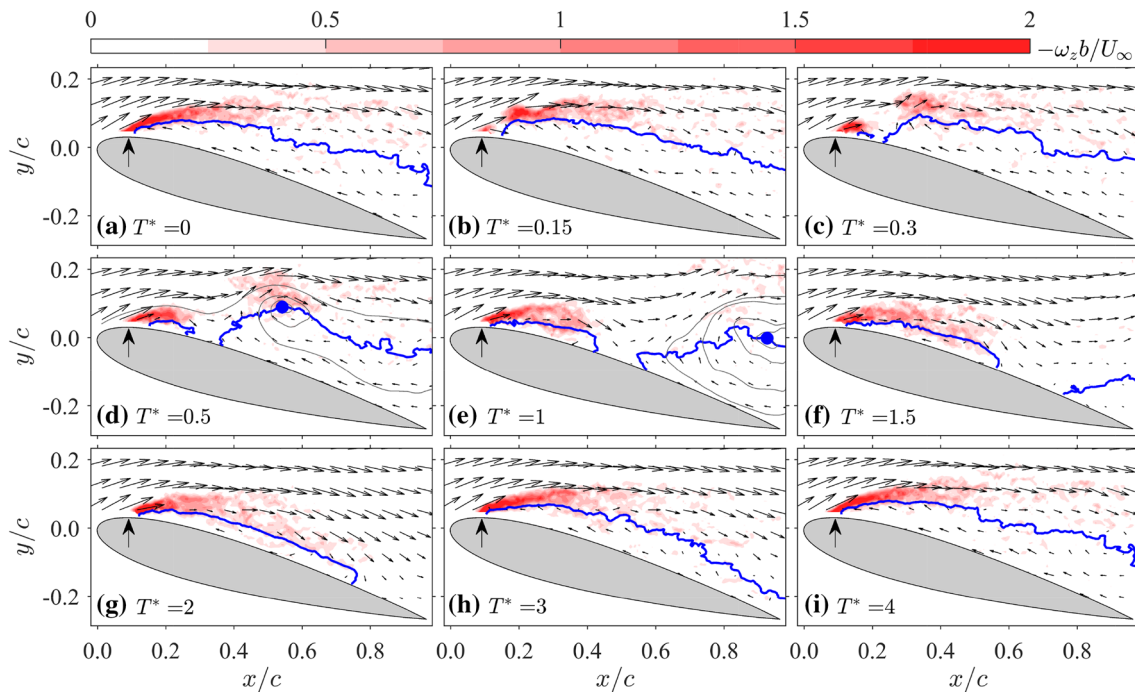 0 0.5 1 1.5 2
−ω_z b/U_∞
0.2
0.0
-0.2
y/c
(a) T* =0
(b) T* =0.15
(c) T* =0.3
0.2
0.0
-0.2
y/c
(d) T* =0.5
(e) T* =1
(f) T* =1.5
0.2
0.0
-0.2
y/c
(g) T* =2
(h) T* =3
(i) T* =4
0.0 0.2 0.4 0.6 0.8 0.0 0.2 0.4 0.6 0.8 0.0 0.2 0.4 0.6 0.8
x/c x/c x/c